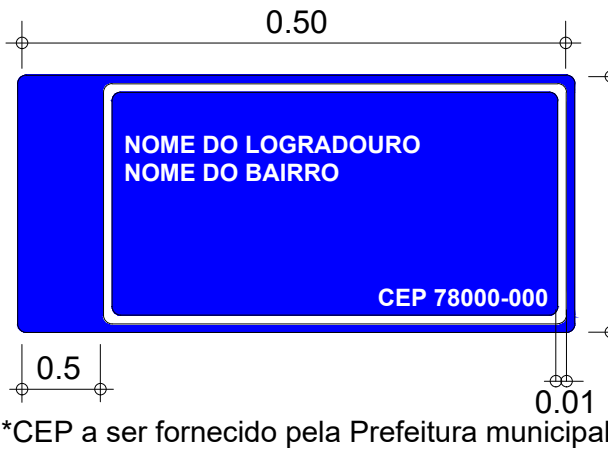 0.50
NOME DO LOGRADOURO
NOME DO BAIRRO
CEP 78000-000
0.5
0.01
*CEP a ser fornecido pela Prefeitura municipal